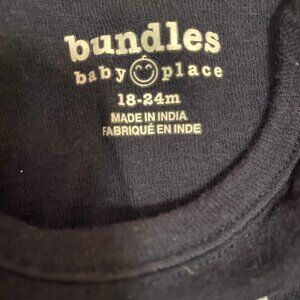 bundles
baby place
18-24m
MADE IN INDIA
FABRIQUÉ EN INDE